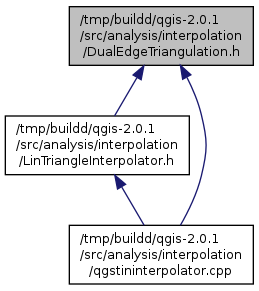 /tmp/buildd/qgis-2.0.1
/src/analysis/interpolation
/DualEdgeTriangulation.h
/tmp/buildd/qgis-2.0.1
/src/analysis/interpolation
/LinTriangleInterpolator.h
/tmp/buildd/qgis-2.0.1
/src/analysis/interpolation
/qgstininterpolator.cpp